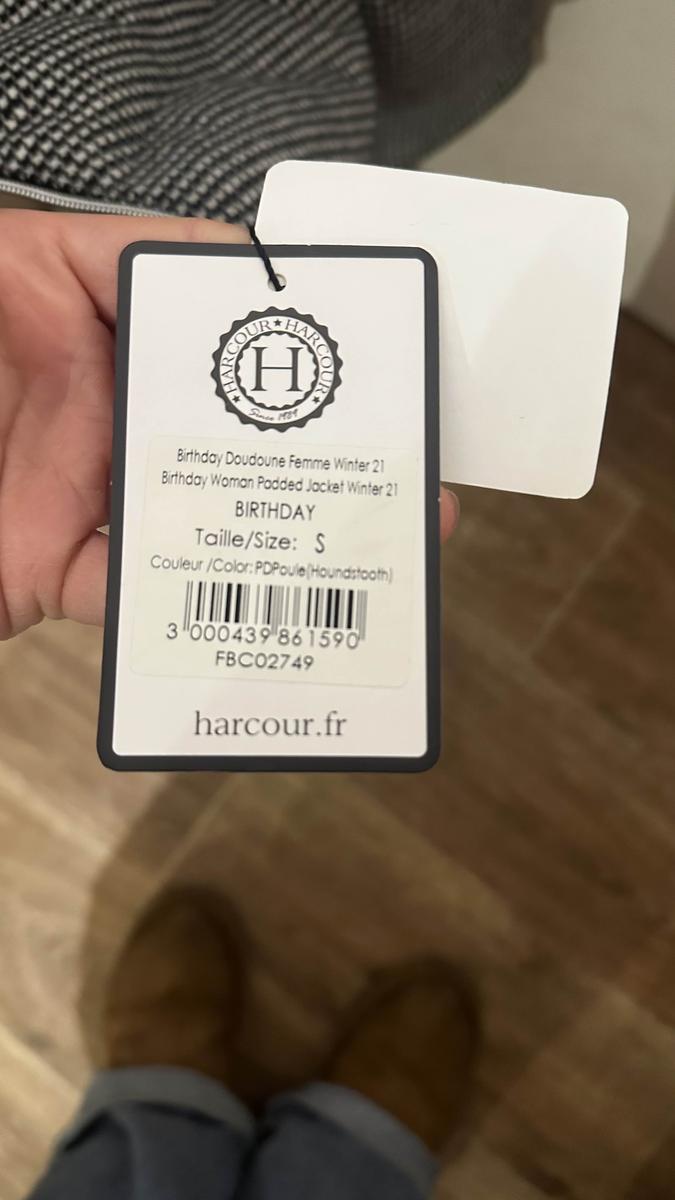 HARCOUR★HARCOUR★
H
Since 1989
Birthday Doudoune Femme Winter 21
Birthday Woman Padded Jacket Winter 21
BIRTHDAY
Taille/Size: S
Couleur /Color:PDPoule(Houndstooth)
3 000439 861590
FBC02749
harcour.fr